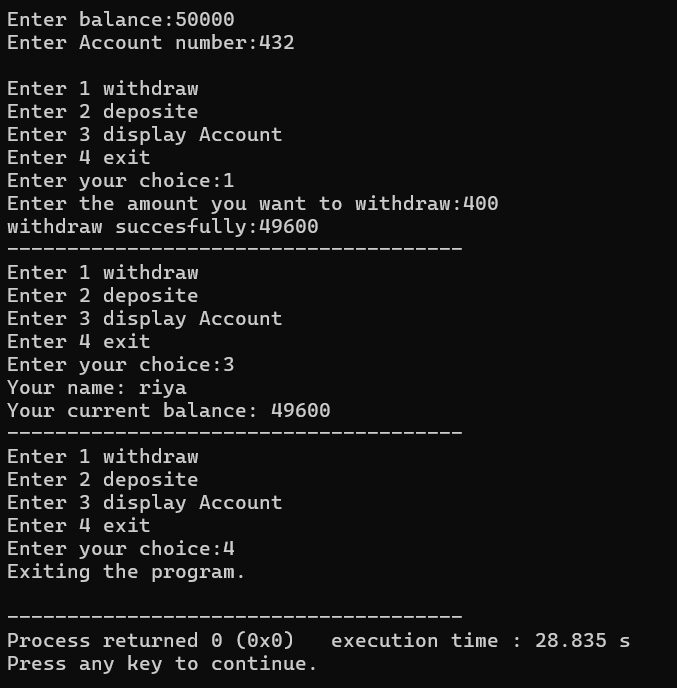 Enter balance:50000
Enter Account number:432
Enter 1 withdraw
Enter 2 deposite
Enter 3 display Account
Enter 4 exit
Enter your choice:1
Enter the amount you want to withdraw:400
withdraw succesfully:49600
--------------------------------------
Enter 1 withdraw
Enter 2 deposite
Enter 3 display Account
Enter 4 exit
Enter your choice:3
Your name: riya
Your current balance: 49600
--------------------------------------
Enter 1 withdraw
Enter 2 deposite
Enter 3 display Account
Enter 4 exit
Enter your choice:4
Exiting the program.
--------------------------------------
Process returned 0 (0x0)   execution time : 28.835 s
Press any key to continue.